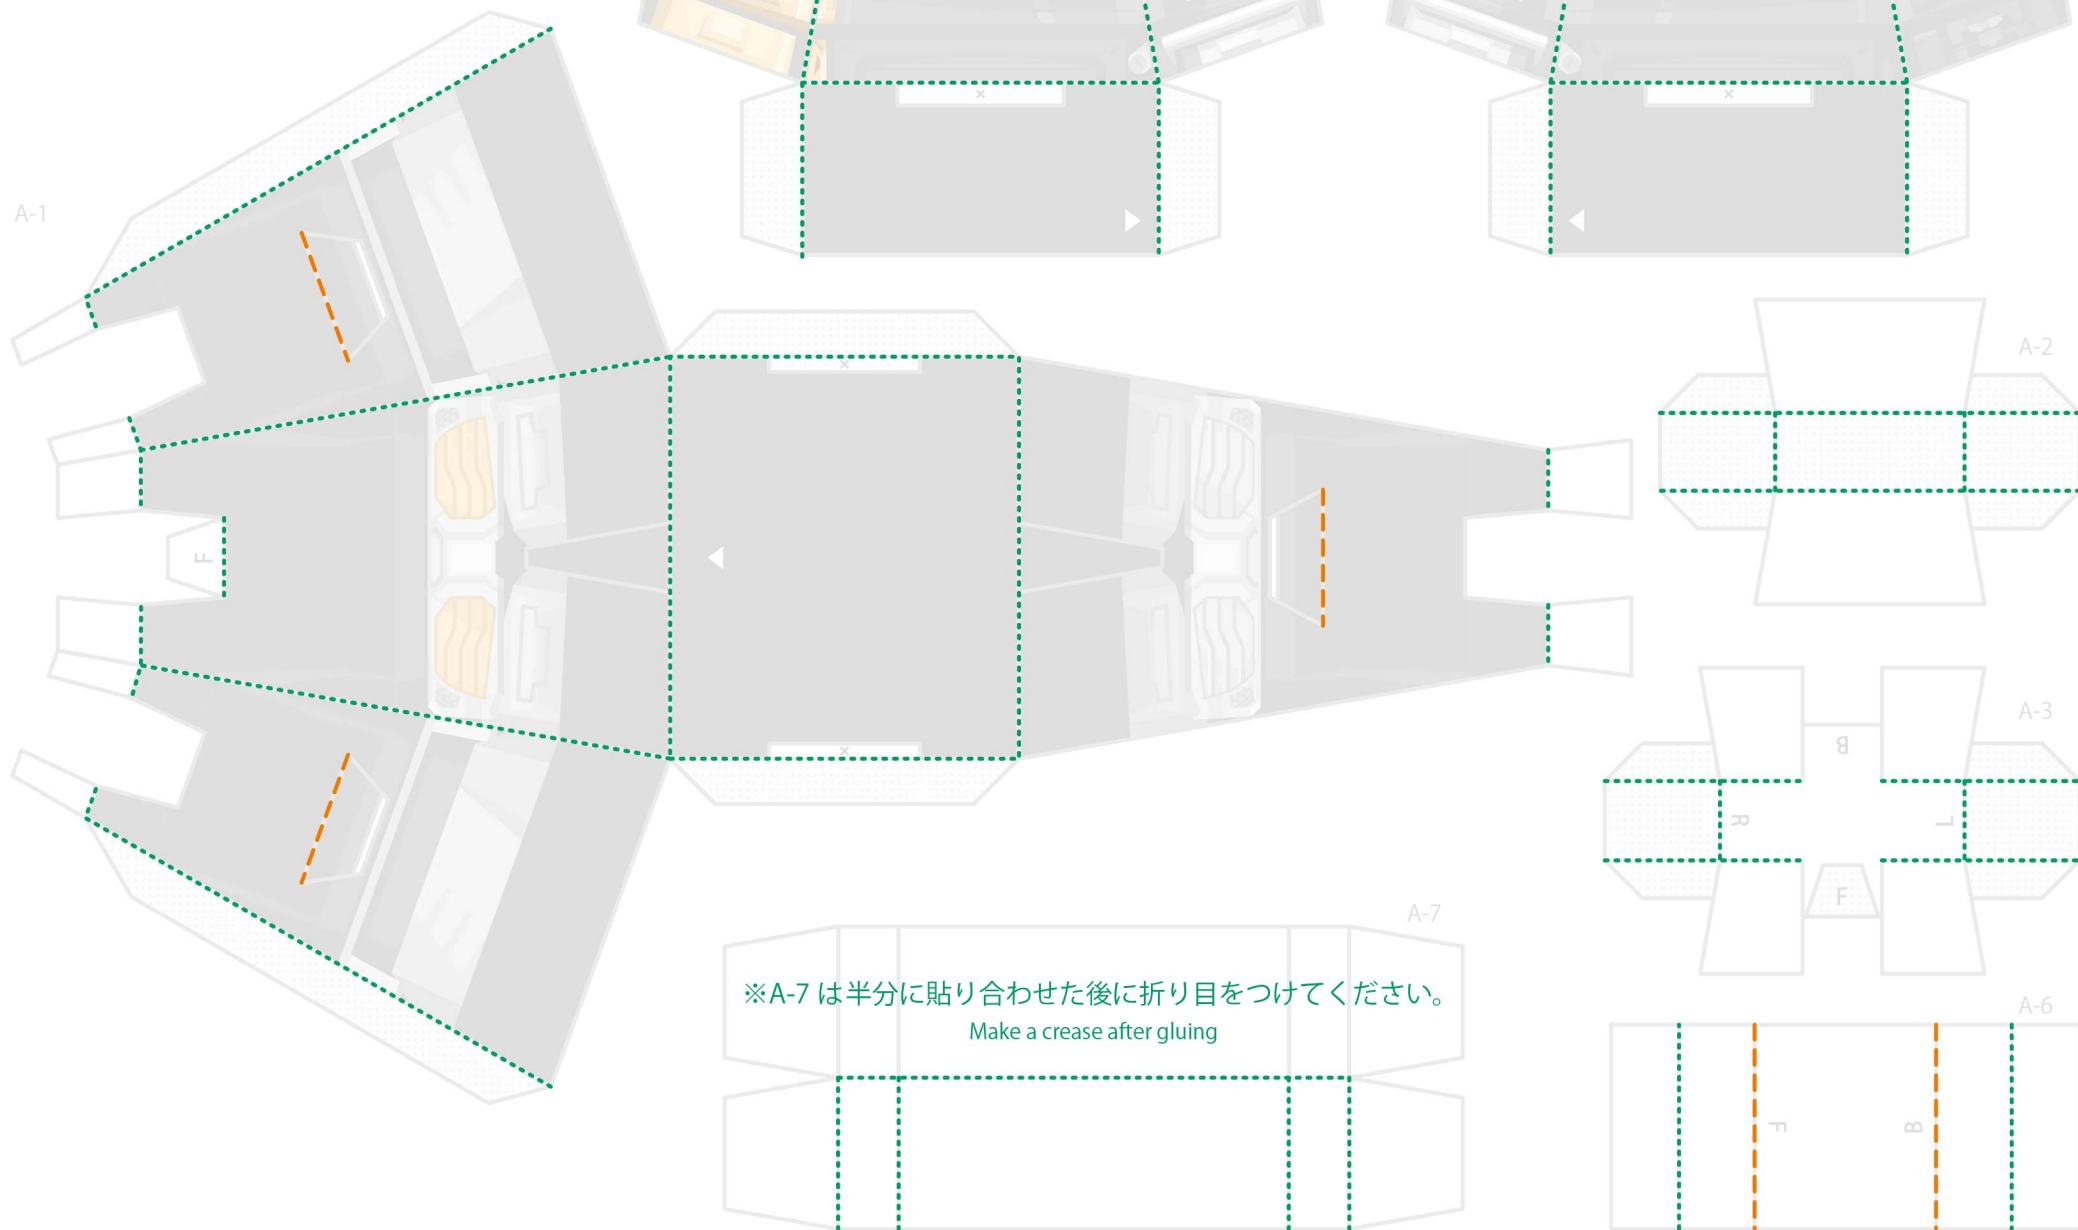 A-1
×
×
A-2
×
F
×
A-3
B
R
L
F
A-7
※A-7 は半分に貼り合わせた後に折り目をつけてください。
Make a crease after gluing
A-6
F
B